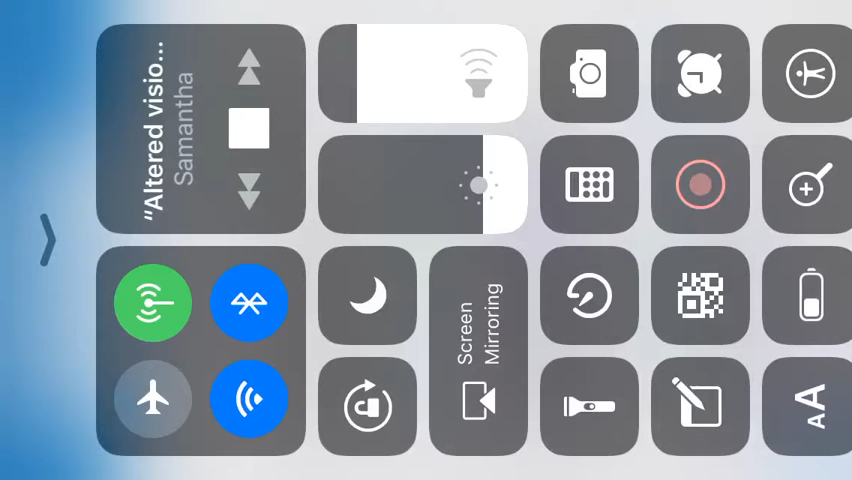 “Altered visio...
Samantha
Screen
Mirroring
AA